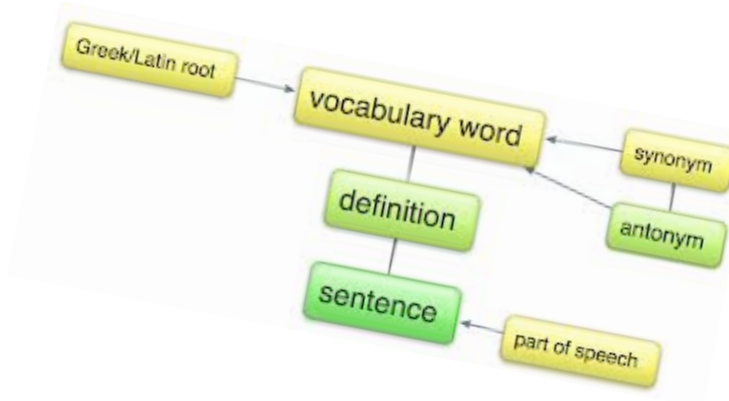 Greek/Latin root
vocabulary word
synonym
definition
antonym
sentence
part of speech